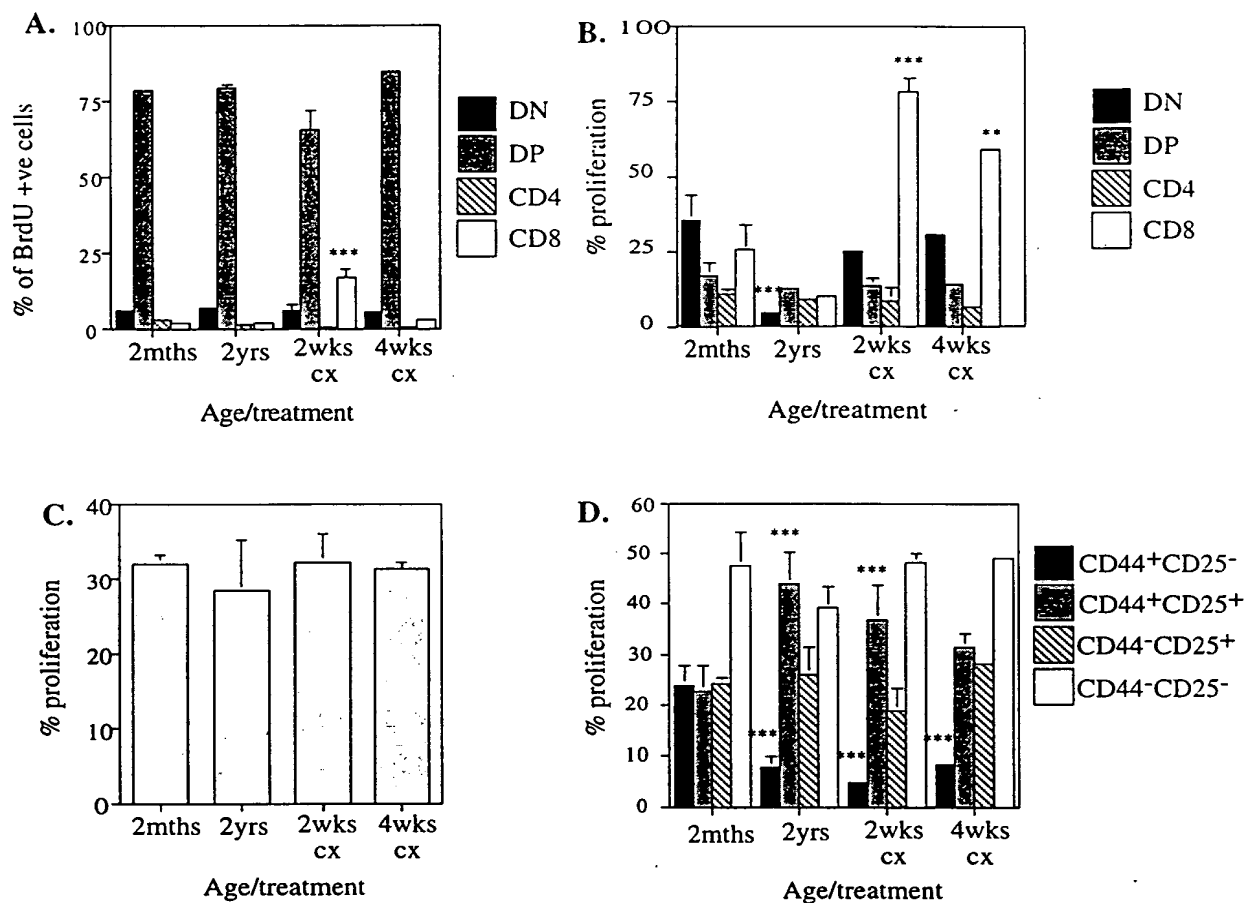 A.
100
75
50
25
0
% of BrdU +ve cells
***
2mths 2yrs 2wks cx 4wks cx
Age/treatment
DN
DP
CD4
CD8
B.
100
75
50
25
0
% proliferation
*** *** **
2mths 2yrs 2wks cx 4wks cx
Age/treatment
DN
DP
CD4
CD8
C.
40
30
20
10
0
% proliferation
2mths 2yrs 2wks cx 4wks cx
Age/treatment
D.
60
50
40
30
20
10
0
% proliferation
*** *** *** *** ***
2mths 2yrs 2wks cx 4wks cx
Age/treatment
CD44+CD25-
CD44+CD25+
CD44-CD25+
CD44-CD25-